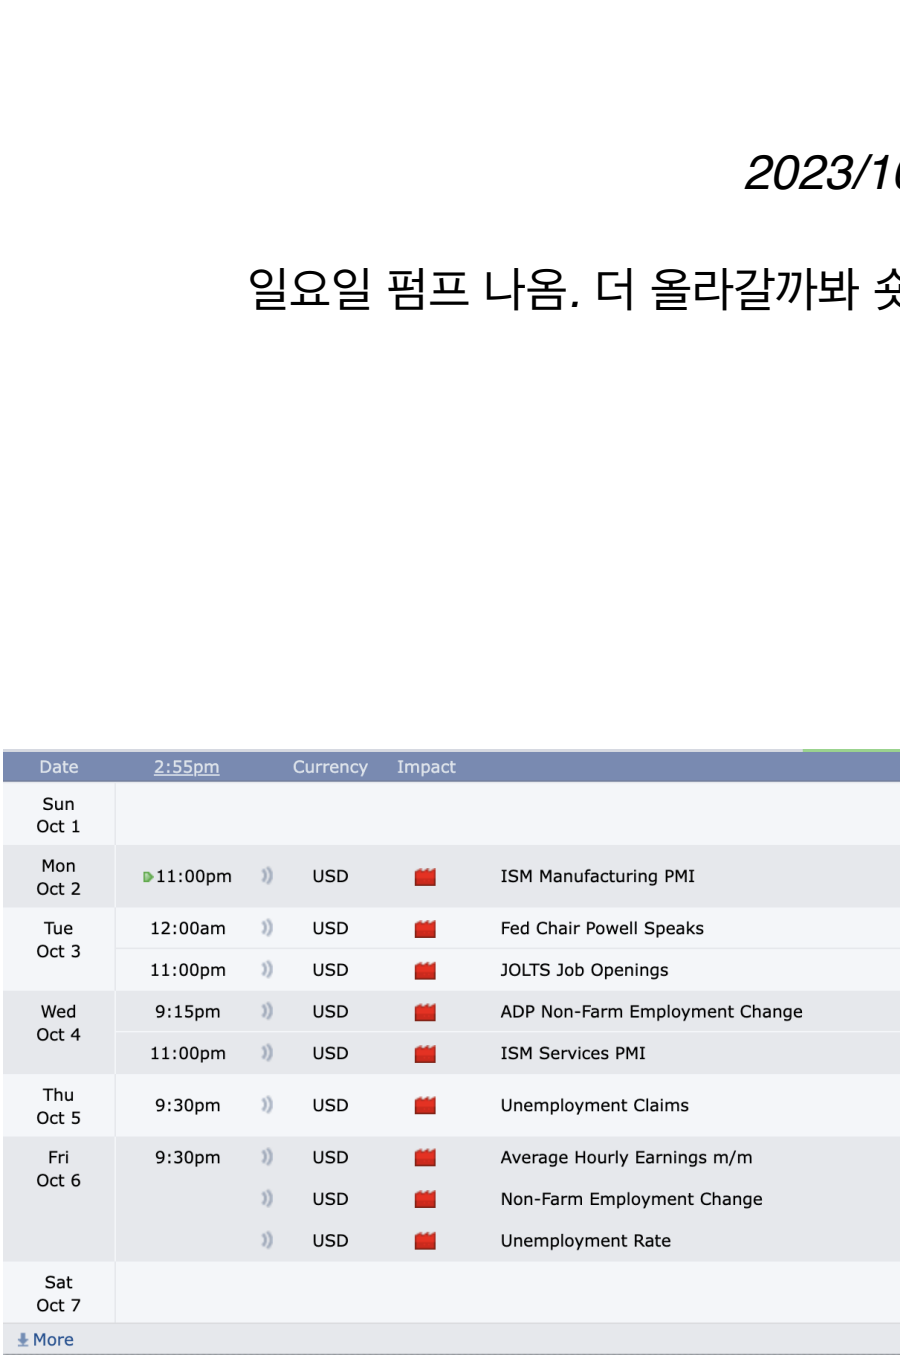 2023/10
일요일 펌프 나옴. 더 올라갈까봐 숏
Date 2:55pm Currency Impact
Sun
Oct 1
Mon
Oct 2
11:00pm USD ISM Manufacturing PMI
Tue
Oct 3
12:00am USD Fed Chair Powell Speaks
11:00pm USD JOLTS Job Openings
Wed
Oct 4
9:15pm USD ADP Non-Farm Employment Change
11:00pm USD ISM Services PMI
Thu
Oct 5
9:30pm USD Unemployment Claims
Fri
Oct 6
9:30pm USD Average Hourly Earnings m/m
USD Non-Farm Employment Change
USD Unemployment Rate
Sat
Oct 7
More